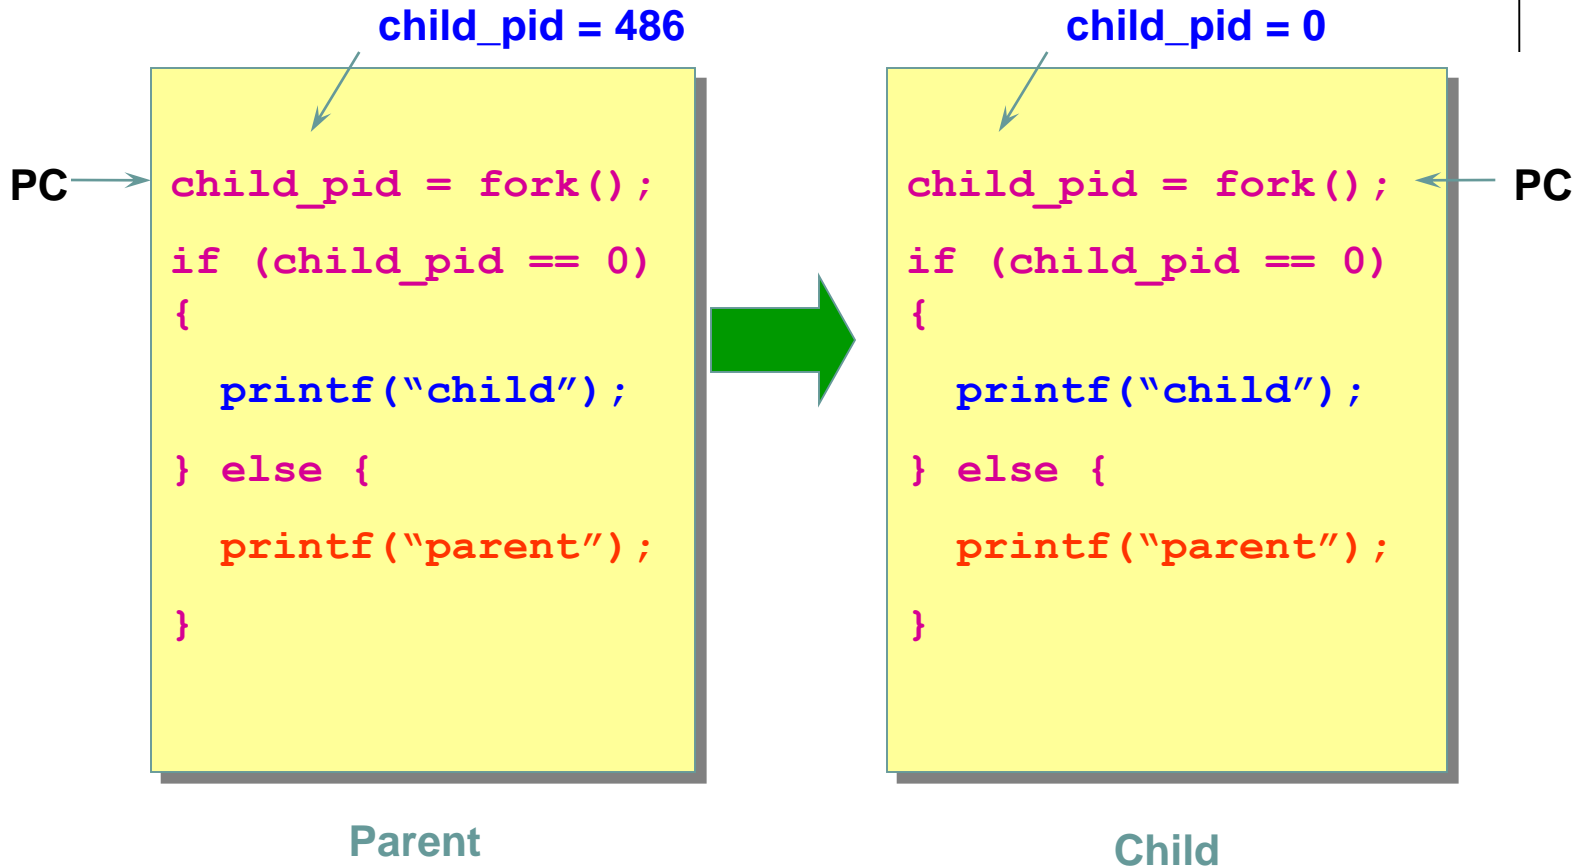 child_pid = 486
PC
child_pid = fork();
if (child_pid == 0)
{
printf(“child”);
} else {
printf(“parent”);
}
Parent
child_pid = 0
PC
child_pid = fork();
if (child_pid == 0)
{
printf(“child”);
} else {
printf(“parent”);
}
Child